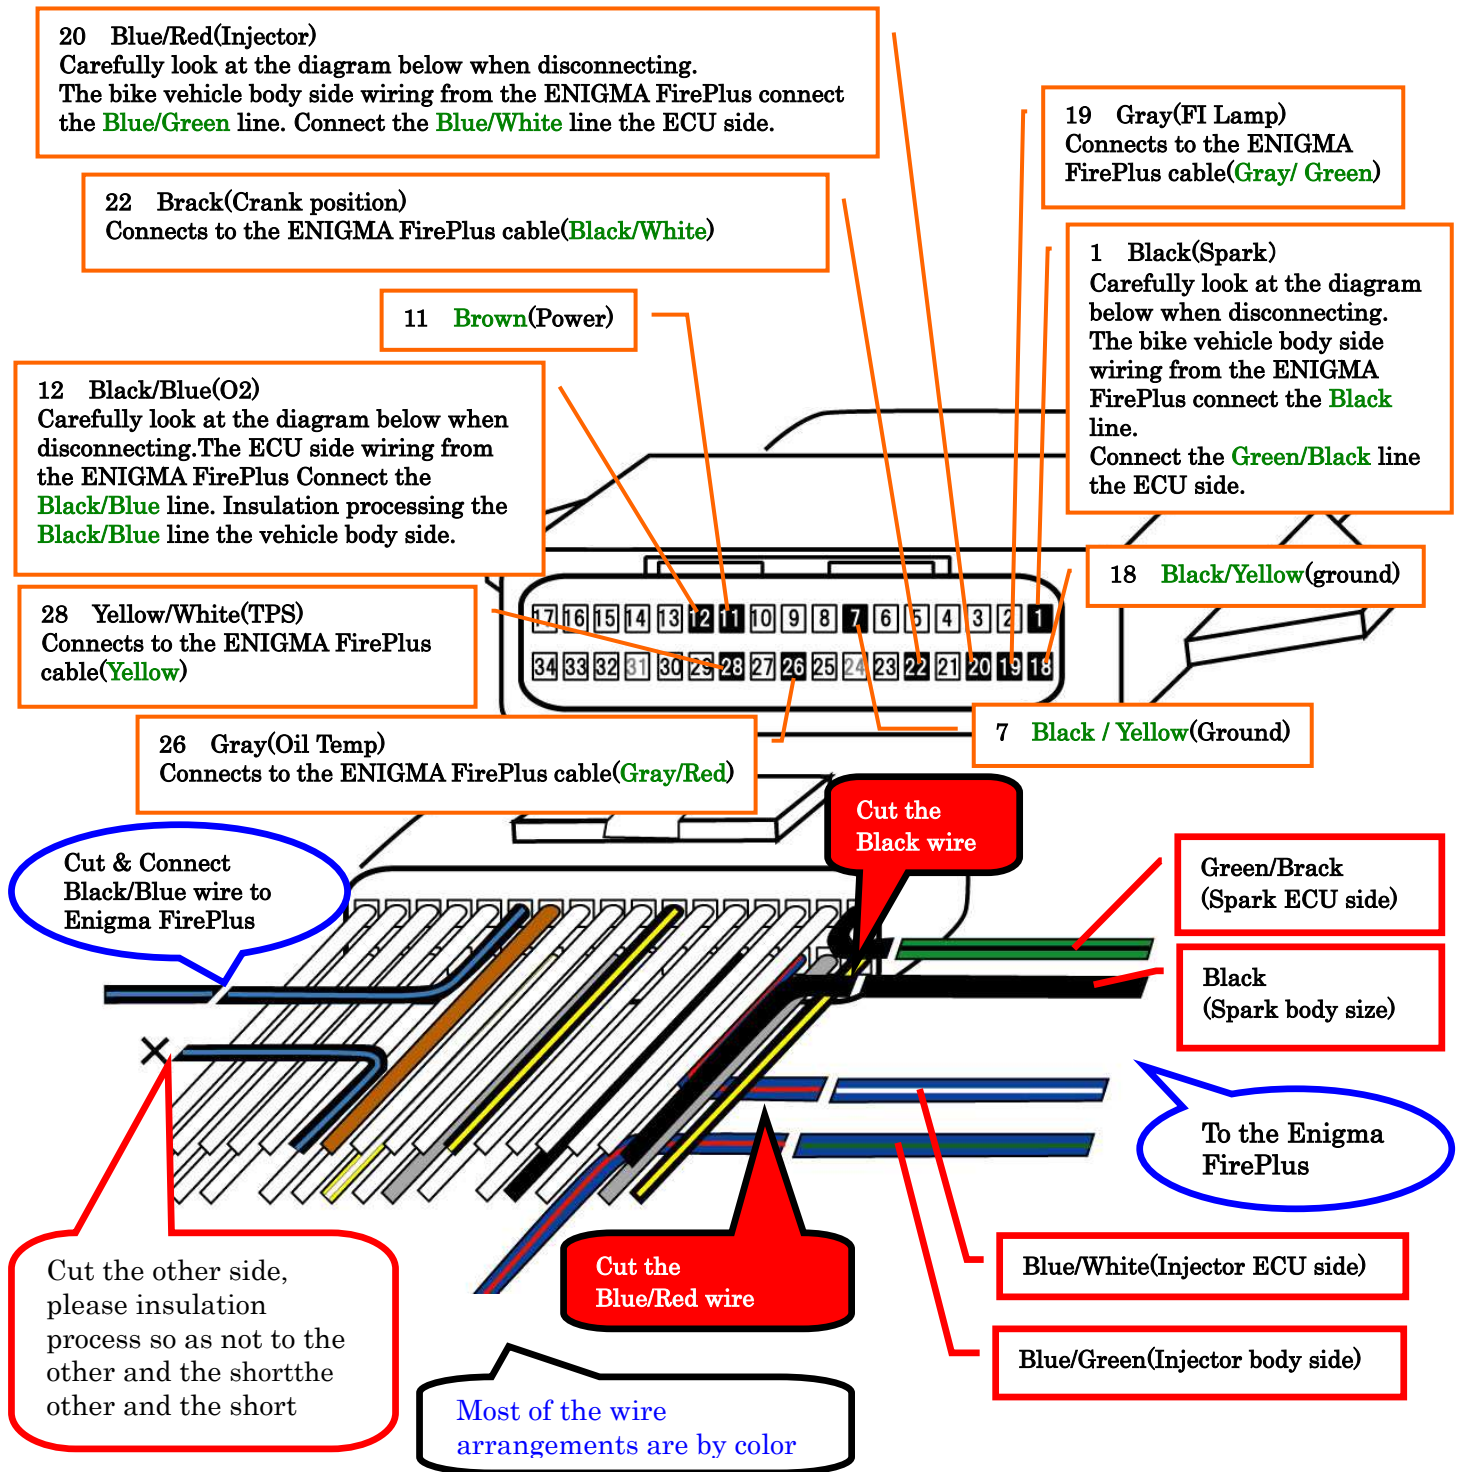 20 Blue/Red(Injector)
Carefully look at the diagram below when disconnecting.
The bike vehicle body side wiring from the ENIGMA FirePlus connect
the Blue/Green line. Connect the Blue/White line the ECU side.
19 Gray(FI Lamp)
Connects to the ENIGMA
FirePlus cable(Gray/ Green)
22 Brack(Crank position)
Connects to the ENIGMA FirePlus cable(Black/White)
1 Black(Spark)
Carefully look at the diagram
below when disconnecting.
The bike vehicle body side
wiring from the ENIGMA
FirePlus connect the Black
line.
Connect the Green/Black line
the ECU side.
11 Brown(Power)
12 Black/Blue(O2)
Carefully look at the diagram below when
disconnecting.The ECU side wiring from
the ENIGMA FirePlus Connect the
Black/Blue line. Insulation processing the
Black/Blue line the vehicle body side.
18 Black/Yellow(ground)
28 Yellow/White(TPS)
Connects to the ENIGMA FirePlus
cable(Yellow)
17 16 15 14 13 12 11 10 9 8 7 6 5 4 3 2 1
34 33 32 31 30 29 28 27 26 25 24 23 22 21 20 19 18
7 Black / Yellow(Ground)
26 Gray(Oil Temp)
Connects to the ENIGMA FirePlus cable(Gray/Red)
Cut the
Black wire
Cut & Connect
Black/Blue wire to
Enigma FirePlus
Green/Brack
(Spark ECU side)
Black
(Spark body size)
To the Enigma
FirePlus
Cut the other side,
please insulation
process so as not to the
other and the shortthe
other and the short
Cut the
Blue/Red wire
Blue/White(Injector ECU side)
Blue/Green(Injector body side)
Most of the wire
arrangements are by color